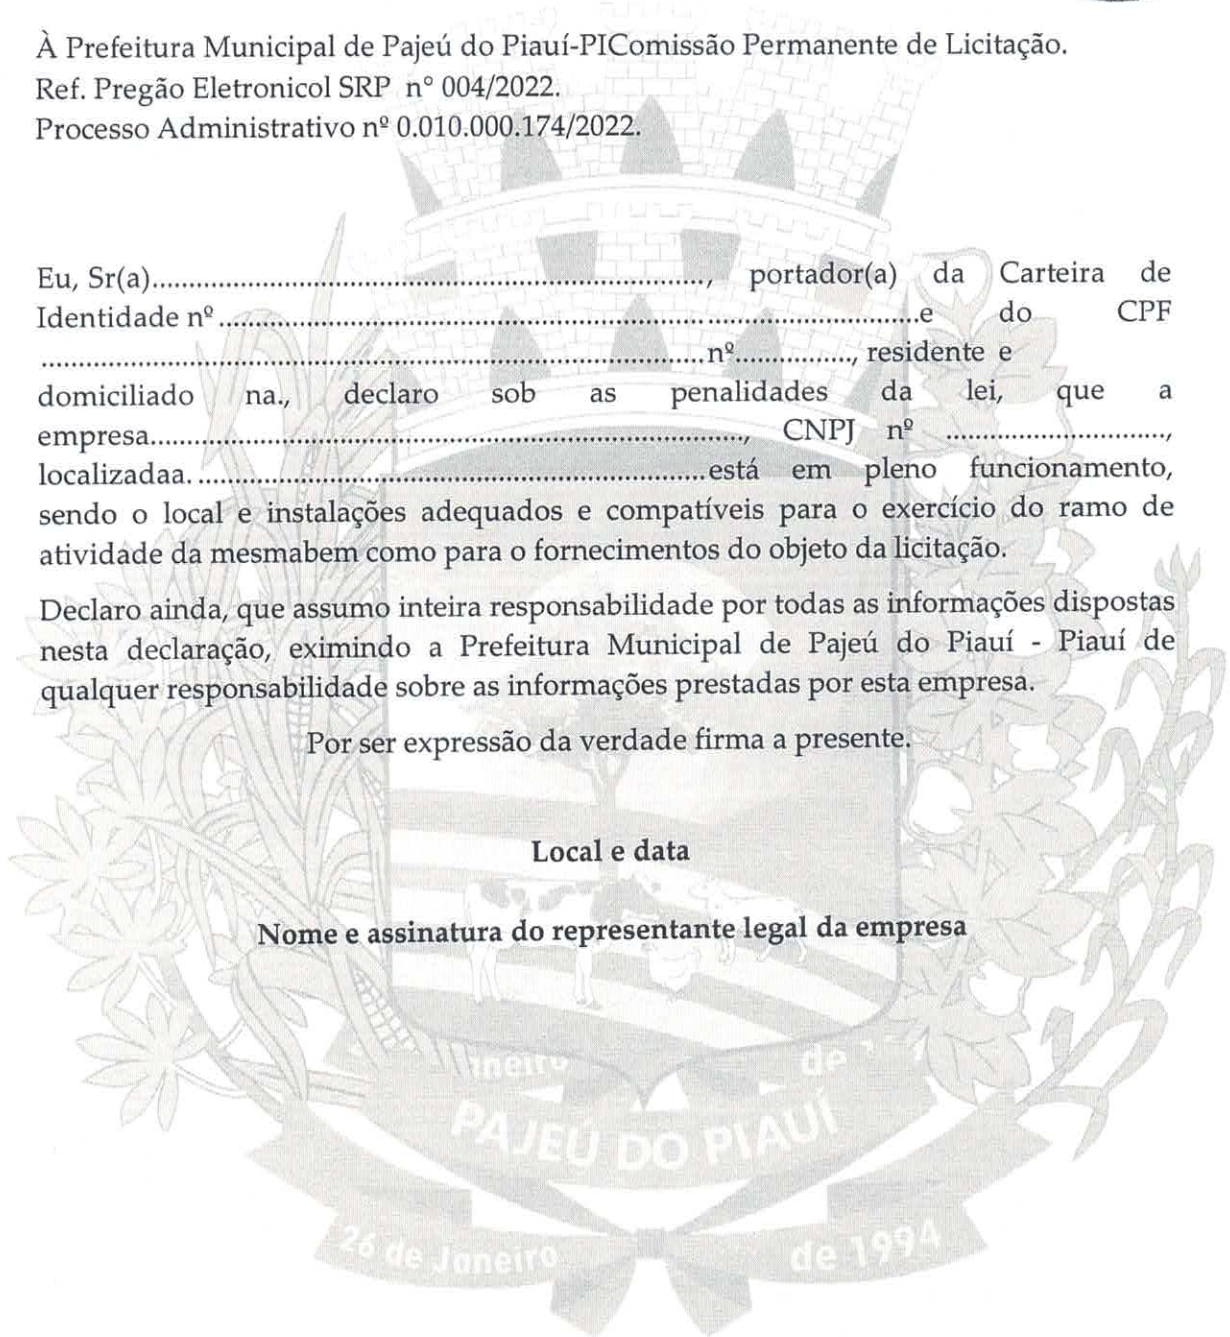 À Prefeitura Municipal de Pajeú do Piauí-PIComissão Permanente de Licitação.
Ref. Pregão Eletronicol SRP nº 004/2022.
Processo Administrativo nº 0.010.000.174/2022.
Eu, Sr(a)..........................................................................., portador(a) da Carteira de
Identidade nº ................................................................................................e do CPF
...........................................................................................nº................, residente e
domiciliado na., declaro sob as penalidades da lei, que a
empresa................................................................................., CNPJ nº ..............................,
localizadaa. .....................................................................está em pleno funcionamento,
sendo o local e instalações adequados e compatíveis para o exercício do ramo de
atividade da mesmabem como para o fornecimentos do objeto da licitação.
Declaro ainda, que assumo inteira responsabilidade por todas as informações dispostas
nesta declaração, eximindo a Prefeitura Municipal de Pajeú do Piauí - Piauí de
qualquer responsabilidade sobre as informações prestadas por esta empresa.
Por ser expressão da verdade firma a presente.
Local e data
Nome e assinatura do representante legal da empresa
de
PAJEÚ DO PIAUÍ
26 de Janeiro de 1994